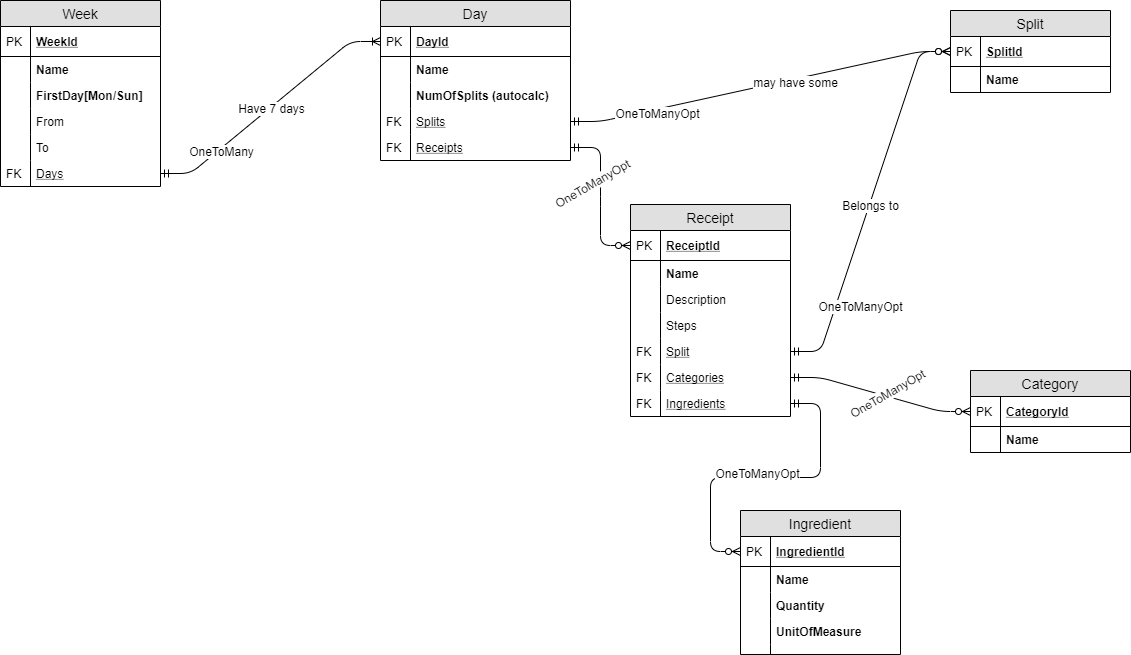 Week
PK WeekId
Name
FirstDay[Mon/Sun]
From
To
FK Days
OneToMany
Have 7 days
Day
PK DayId
Name
NumOfSplits (autocalc)
FK Splits
FK Receipts
OneToManyOpt
may have some
Split
PK SplitId
Name
OneToManyOpt
Receipt
PK ReceiptId
Name
Description
Steps
FK Split
FK Categories
FK Ingredients
Belongs to
OneToManyOpt
OneToManyOpt
Category
PK CategoryId
Name
OneToManyOpt
Ingredient
PK IngredientId
Name
Quantity
UnitOfMeasure